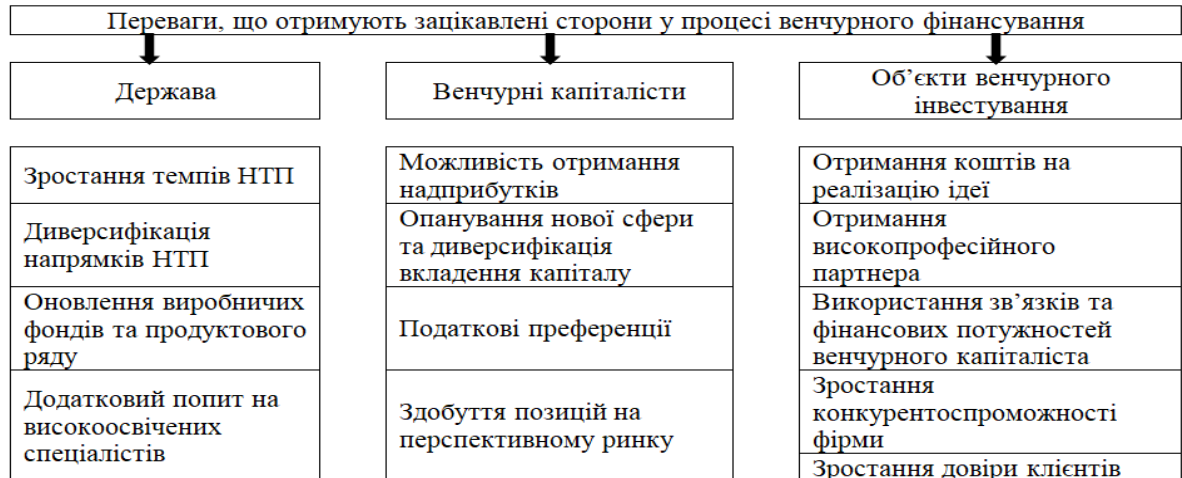 Переваги, що отримують зацікавлені сторони у процесі венчурного фінансування
Держава
Зростання темпів НТП
Диверсифікація
напрямків НТП
Оновлення виробничих
фондів та продуктового
ряду
Додатковий попит на
високоосвічених
спеціалістів
Венчурні капіталісти
Можливість отримання
надприбутків
Опанування нової сфери
та диверсифікація
вкладення капіталу
Податкові преференції
Здобуття позицій на
перспективному ринку
Об’єкти венчурного
інвестування
Отримання коштів на
реалізацію ідеї
Отримання
високопрофесійного
партнера
Використання зв’язків та
фінансових потужностей
венчурного капіталіста
Зростання
конкурентоспроможності
фірми
Зростання довіри клієнтів